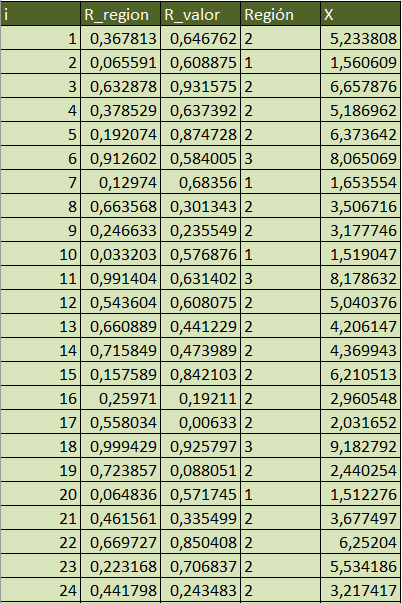 i R_region R_valor Región X
1 0,367813 0,646762 2 5,233808
2 0,065591 0,608875 1 1,560609
3 0,632878 0,931575 2 6,657876
4 0,378529 0,637392 2 5,186962
5 0,192074 0,874728 2 6,373642
6 0,912602 0,584005 3 8,065069
7 0,12974 0,68356 1 1,653554
8 0,663568 0,301343 2 3,506716
9 0,246633 0,235549 2 3,177746
10 0,033203 0,576876 1 1,519047
11 0,991404 0,631402 3 8,178632
12 0,543604 0,608075 2 5,040376
13 0,660889 0,441229 2 4,206147
14 0,715849 0,473989 2 4,369943
15 0,157589 0,842103 2 6,210513
16 0,25971 0,19211 2 2,960548
17 0,558034 0,00633 2 2,031652
18 0,999429 0,925797 3 9,182792
19 0,723857 0,088051 2 2,440254
20 0,064836 0,571745 1 1,512276
21 0,461561 0,335499 2 3,677497
22 0,669727 0,850408 2 6,25204
23 0,223168 0,706837 2 5,534186
24 0,441798 0,243483 2 3,217417